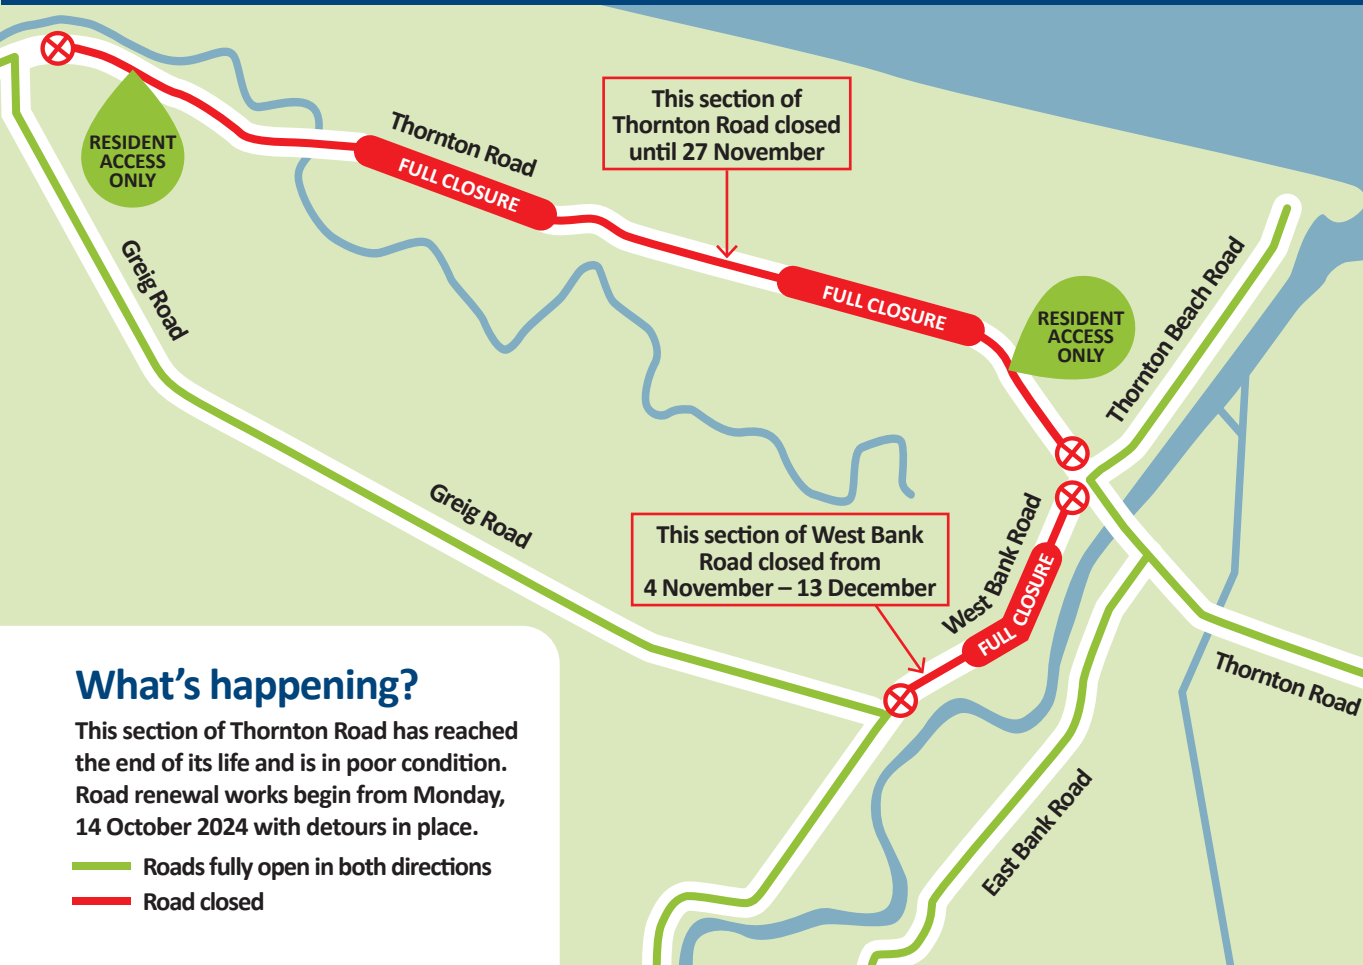 This section of
Thornton Road closed
until 27 November
Thornton Road
FULL CLOSURE
RESIDENT
ACCESS
ONLY
Greig Road
FULL CLOSURE
RESIDENT
ACCESS
ONLY
Thornton Beach Road
Greig Road
This section of West Bank
Road closed from
4 November – 13 December
West Bank Road
FULL CLOSURE
Thornton Road
East Bank Road
What's happening?
This section of Thornton Road has reached
the end of its life and is in poor condition.
Road renewal works begin from Monday,
14 October 2024 with detours in place.
Roads fully open in both directions
Road closed